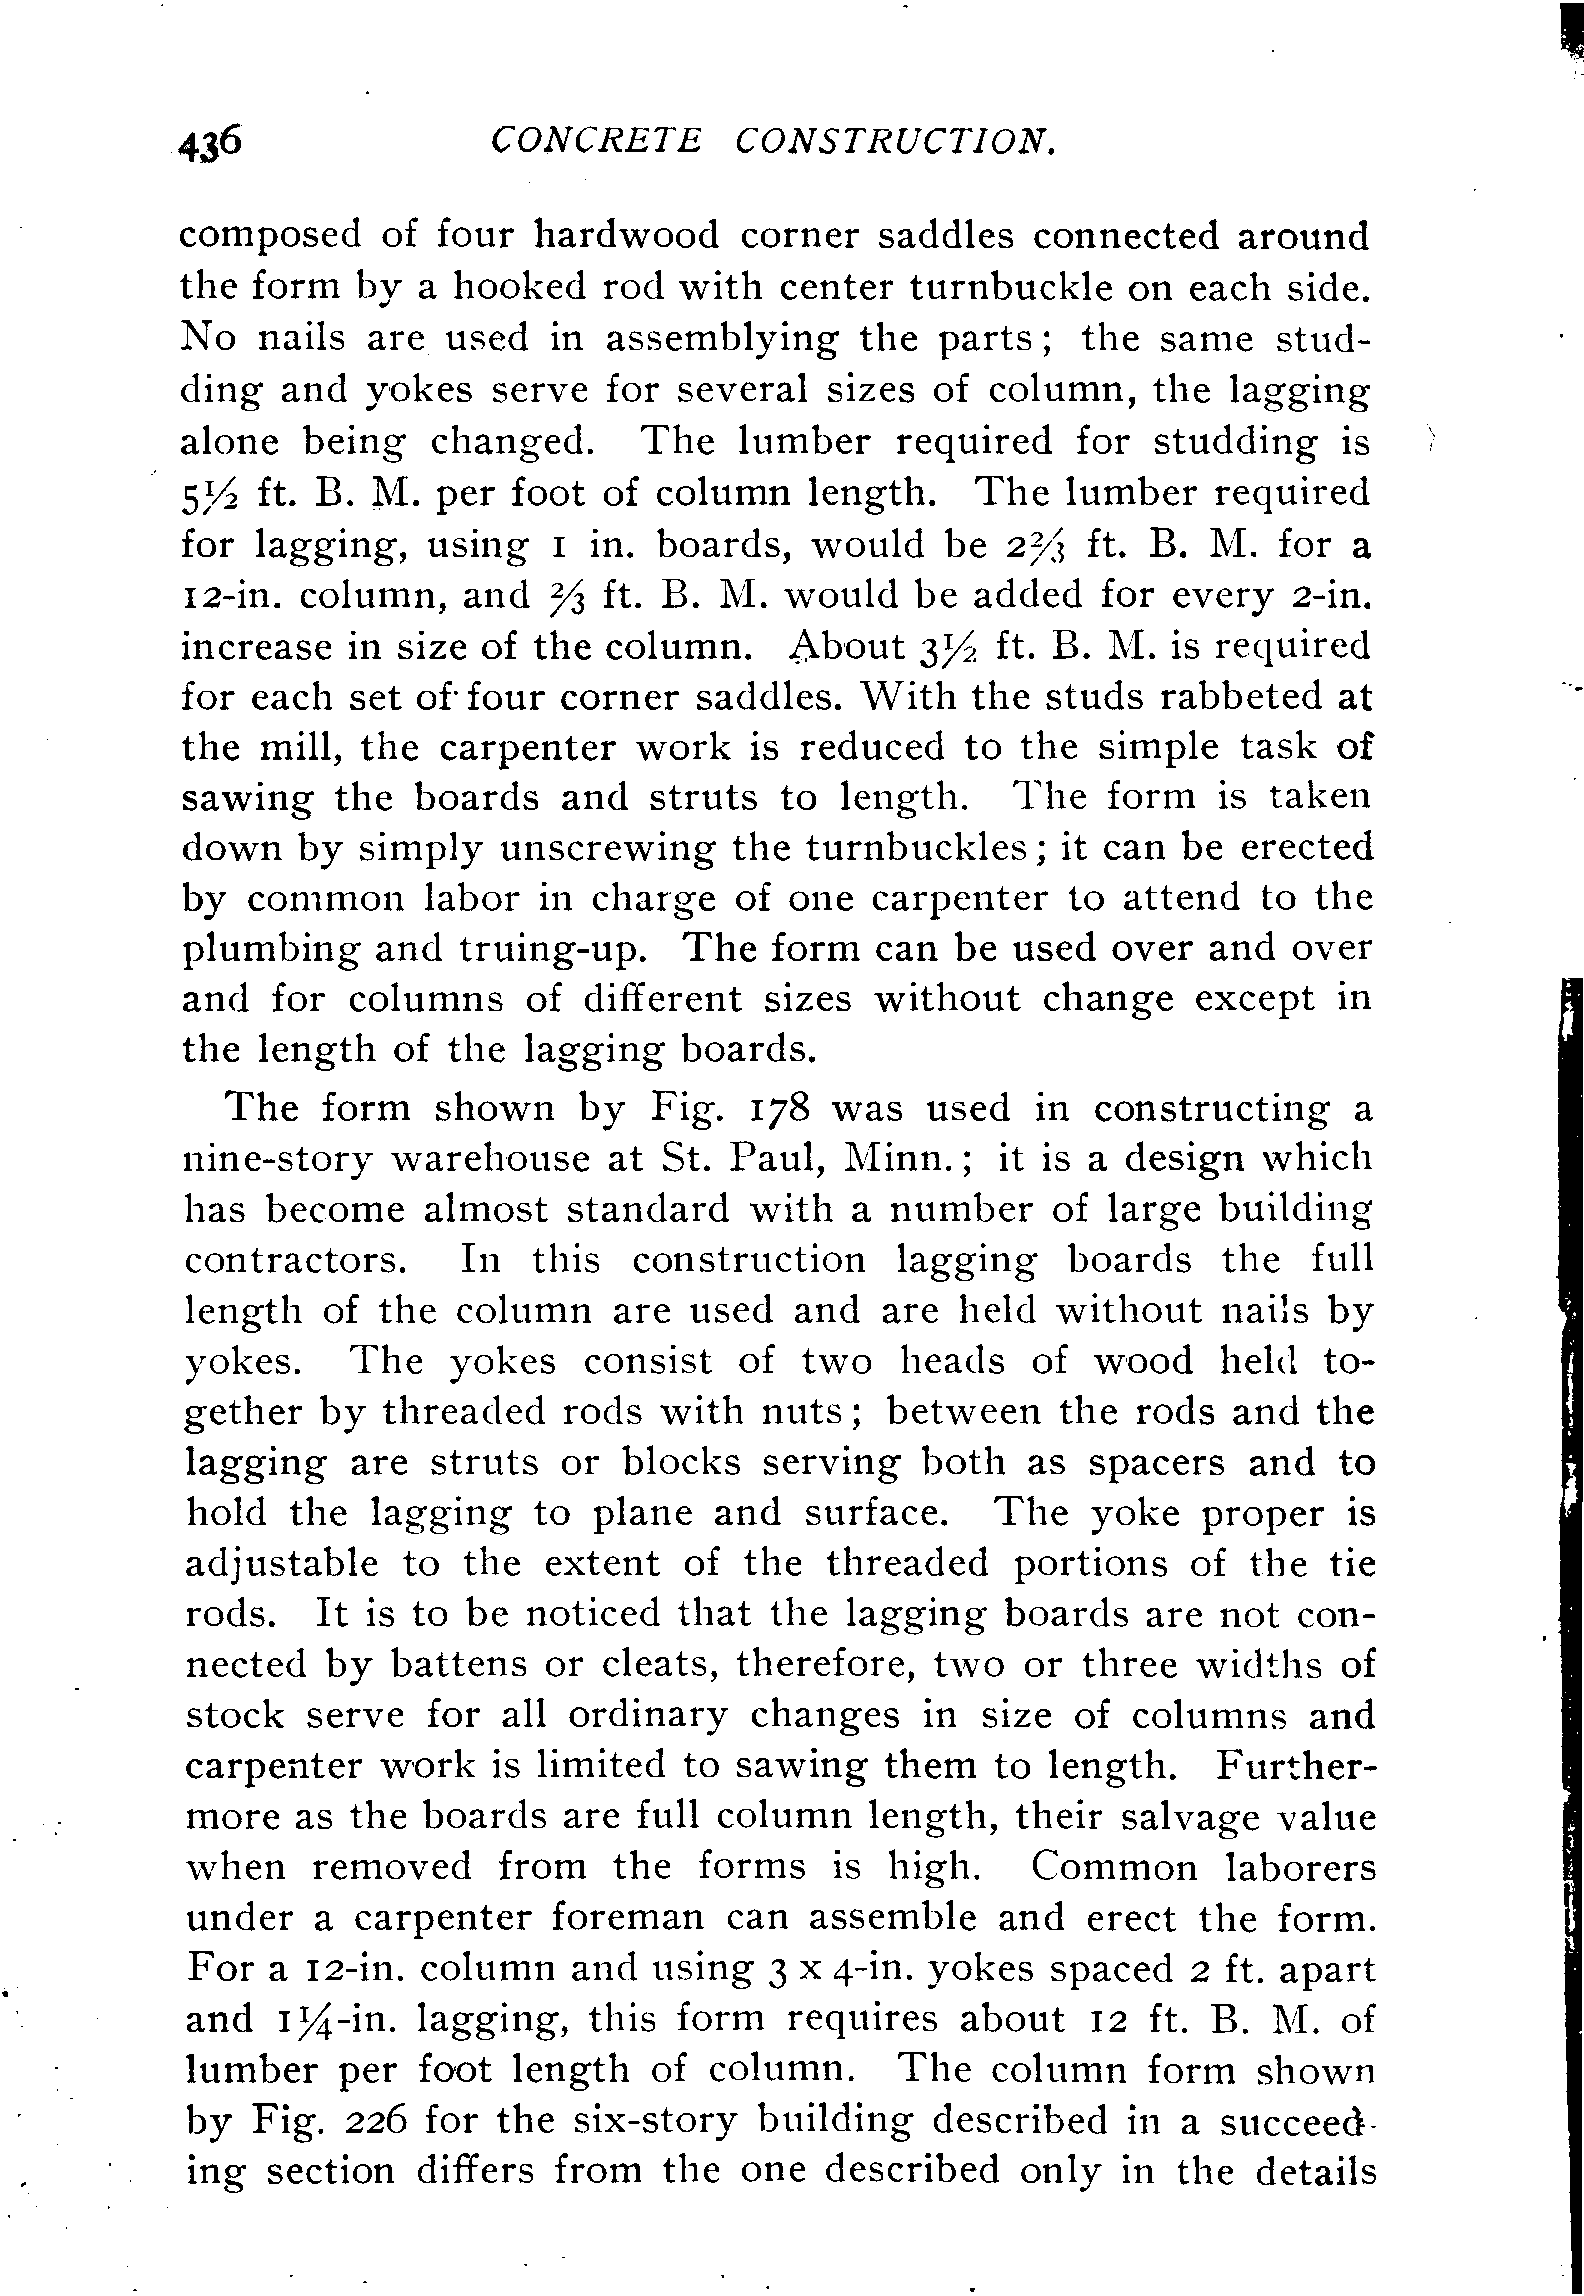 436 CONCRETE CONSTRUCTION.
composed of four hardwood corner saddles connected around
the form by a hooked rod with center turnbuckle on each side.
No nails are used in assemblying the parts; the same stud-
ding and yokes serve for several sizes of column, the lagging
alone being changed. The lumber required for studding is
5½ ft. B. M. per foot of column length. The lumber required
for lagging, using 1 in. boards, would be 2⅔ ft. B. M. for a
12-in. column, and ⅔ ft. B. M. would be added for every 2-in.
increase in size of the column. About 3½ ft. B. M. is required
for each set of four corner saddles. With the studs rabbeted at
the mill, the carpenter work is reduced to the simple task of
sawing the boards and struts to length. The form is taken
down by simply unscrewing the turnbuckles; it can be erected
by common labor in charge of one carpenter to attend to the
plumbing and truing-up. The form can be used over and over
and for columns of different sizes without change except in
the length of the lagging boards.
The form shown by Fig. 178 was used in constructing a
nine-story warehouse at St. Paul, Minn.; it is a design which
has become almost standard with a number of large building
contractors. In this construction lagging boards the full
length of the column are used and are held without nails by
yokes. The yokes consist of two heads of wood held to-
gether by threaded rods with nuts; between the rods and the
lagging are struts or blocks serving both as spacers and to
hold the lagging to plane and surface. The yoke proper is
adjustable to the extent of the threaded portions of the tie
rods. It is to be noticed that the lagging boards are not con-
nected by battens or cleats, therefore, two or three widths of
stock serve for all ordinary changes in size of columns and
carpenter work is limited to sawing them to length. Further-
more as the boards are full column length, their salvage value
when removed from the forms is high. Common laborers
under a carpenter foreman can assemble and erect the form.
For a 12-in. column and using 3 x 4-in. yokes spaced 2 ft. apart
and 1¼-in. lagging, this form requires about 12 ft. B. M. of
lumber per foot length of column. The column form shown
by Fig. 226 for the six-story building described in a succeed-
ing section differs from the one described only in the details